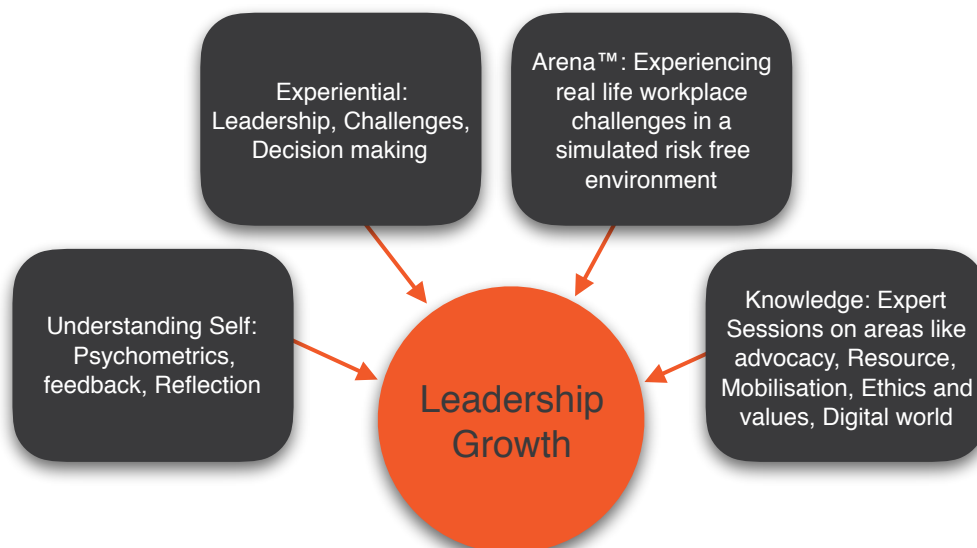 Experiential:
Leadership, Challenges,
Decision making
Arena™: Experiencing
real life workplace
challenges in a
simulated risk free
environment
Understanding Self:
Psychometrics,
feedback, Reflection
Knowledge: Expert
Sessions on areas like
advocacy, Resource,
Mobilisation, Ethics and
values, Digital world
Leadership
Growth